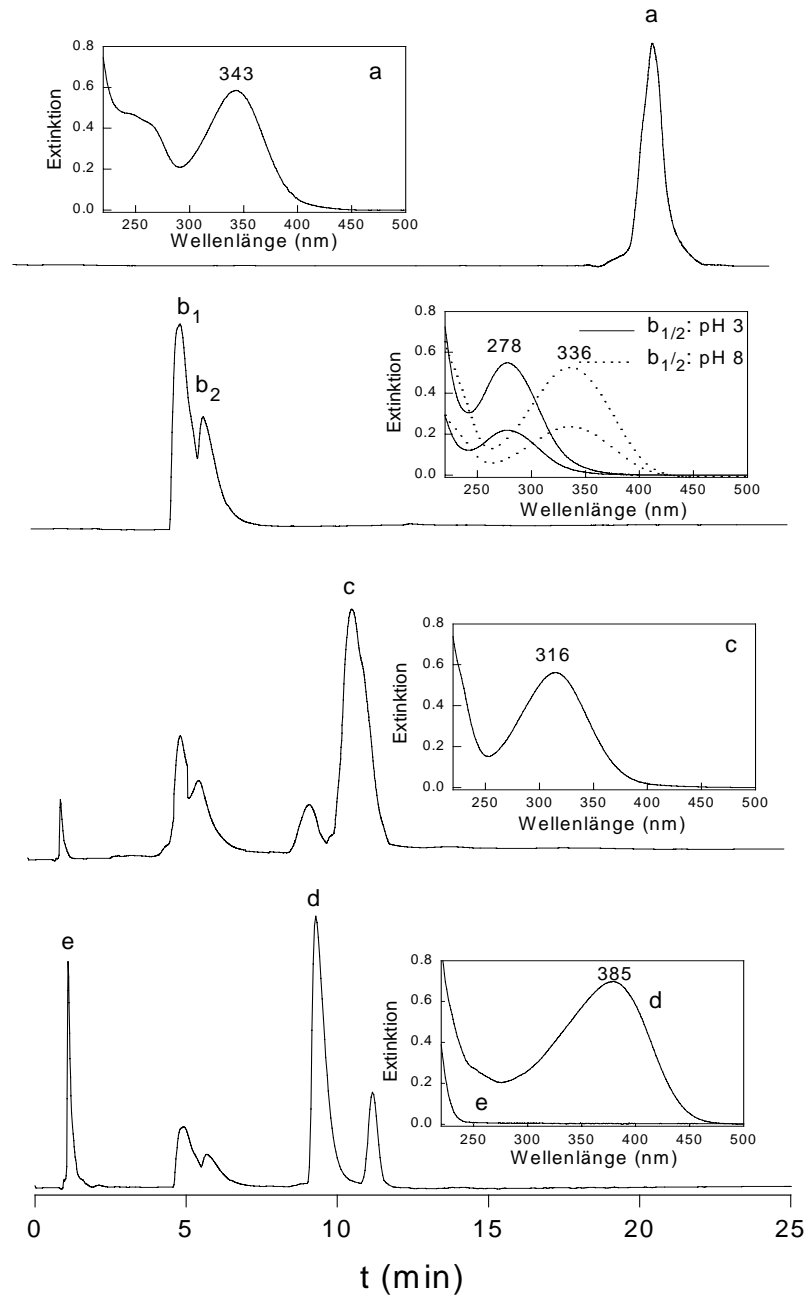 a
0.8
343
a
0.6
Extinktion
0.4
0.2
0.0
250 300 350 400 450 500
Wellenlänge (nm)
b1
b2
0.8
b1/2: pH 3
278
336
b1/2: pH 8
0.6
Extinktion
0.4
0.2
0.0
250 300 350 400 450 500
Wellenlänge (nm)
c
0.8
316
c
0.6
Extinktion
0.4
0.2
0.0
250 300 350 400 450 500
Wellenlänge (nm)
e
d
0.8
385
d
0.6
Extinktion
0.4
0.2
e
0.0
250 300 350 400 450 500
Wellenlänge (nm)
0 5 10 15 20 25
t (min)